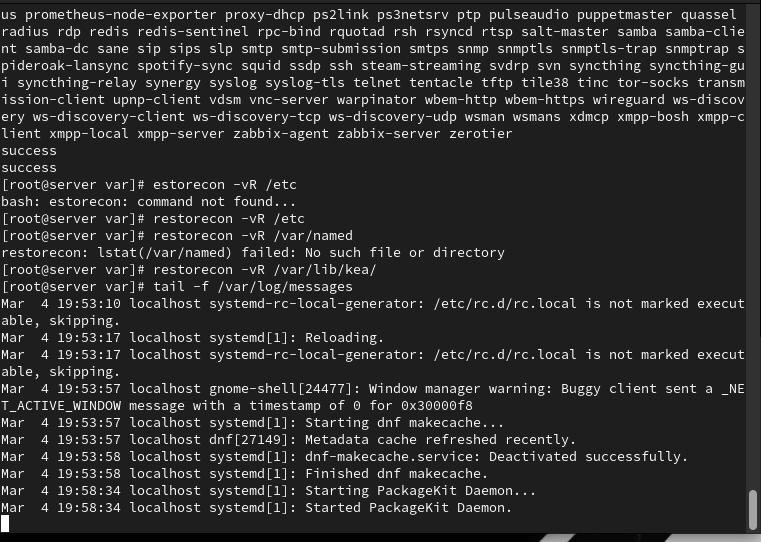 us prometheus-node-exporter proxy-dhcp ps2link ps3netsrv ptp pulseaudio puppetmaster quassel
radius rdp redis redis-sentinel rpc-bind rquotad rsh rsyncd rtsp salt-master samba samba-clie
nt samba-dc sane sip sips slp smtp smtp-submission smtps snmp snmptls snmptls-trap snmptrap s
pideroak-lansync spotify-sync squid ssdp ssh steam-streaming svdrp svn syncthing syncthing-gu
i syncthing-relay synergy syslog syslog-tls telnet tentacle tftp tile38 tinc tor-socks transm
ission-client upnp-client vdsm vnc-server warpinator wbem-http wbem-https wireguard ws-discov
ery ws-discovery-client ws-discovery-tcp ws-discovery-udp wsman wsmans xdmcp xmpp-bosh xmpp-c
lient xmpp-local xmpp-server zabbix-agent zabbix-server zerotier
success
success
[root@server var]# estorecon -vR /etc
bash: estorecon: command not found...
[root@server var]# restorecon -vR /etc
[root@server var]# restorecon -vR /var/named
restorecon: lstat(/var/named) failed: No such file or directory
[root@server var]# restorecon -vR /var/lib/kea/
[root@server var]# tail -f /var/log/messages
Mar  4 19:53:10 localhost systemd-rc-local-generator: /etc/rc.d/rc.local is not marked execut
able, skipping.
Mar  4 19:53:17 localhost systemd[1]: Reloading.
Mar  4 19:53:17 localhost systemd-rc-local-generator: /etc/rc.d/rc.local is not marked execut
able, skipping.
Mar  4 19:53:57 localhost gnome-shell[24477]: Window manager warning: Buggy client sent a _NE
T_ACTIVE_WINDOW message with a timestamp of 0 for 0x30000f8
Mar  4 19:53:57 localhost systemd[1]: Starting dnf makecache...
Mar  4 19:53:57 localhost dnf[27149]: Metadata cache refreshed recently.
Mar  4 19:53:58 localhost systemd[1]: dnf-makecache.service: Deactivated successfully.
Mar  4 19:53:58 localhost systemd[1]: Finished dnf makecache.
Mar  4 19:58:34 localhost systemd[1]: Starting PackageKit Daemon...
Mar  4 19:58:34 localhost systemd[1]: Started PackageKit Daemon.